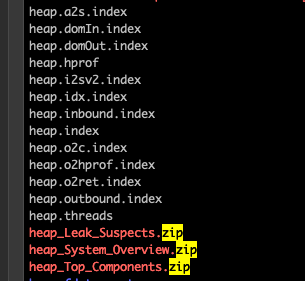 heap.a2s.index
heap.domIn.index
heap.domOut.index
heap.hprof
heap.i2sv2.index
heap.idx.index
heap.inbound.index
heap.index
heap.o2c.index
heap.o2hprof.index
heap.o2ret.index
heap.outbound.index
heap.threads
heap_Leak_Suspects.zip
heap_System_Overview.zip
heap_Top_Components.zip